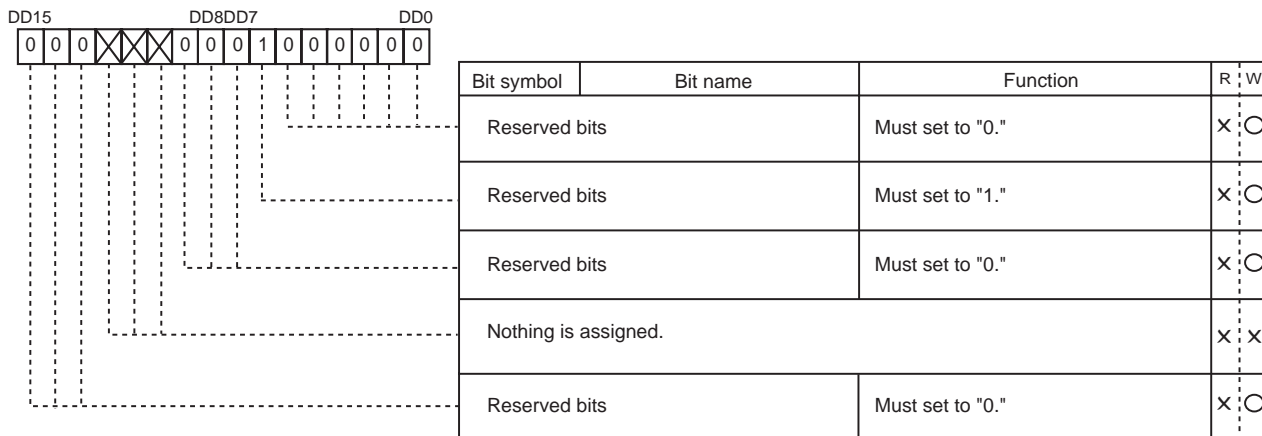 DD15 DD8DD7 DD0
0 0 0 X X X 0 0 0 1 0 0 0 0 0 0
Bit symbol Bit name Function R W
Reserved bits Must set to "0." X O
Reserved bits Must set to "1." X O
Reserved bits Must set to "0." X O
Nothing is assigned. X X
Reserved bits Must set to "0." X O